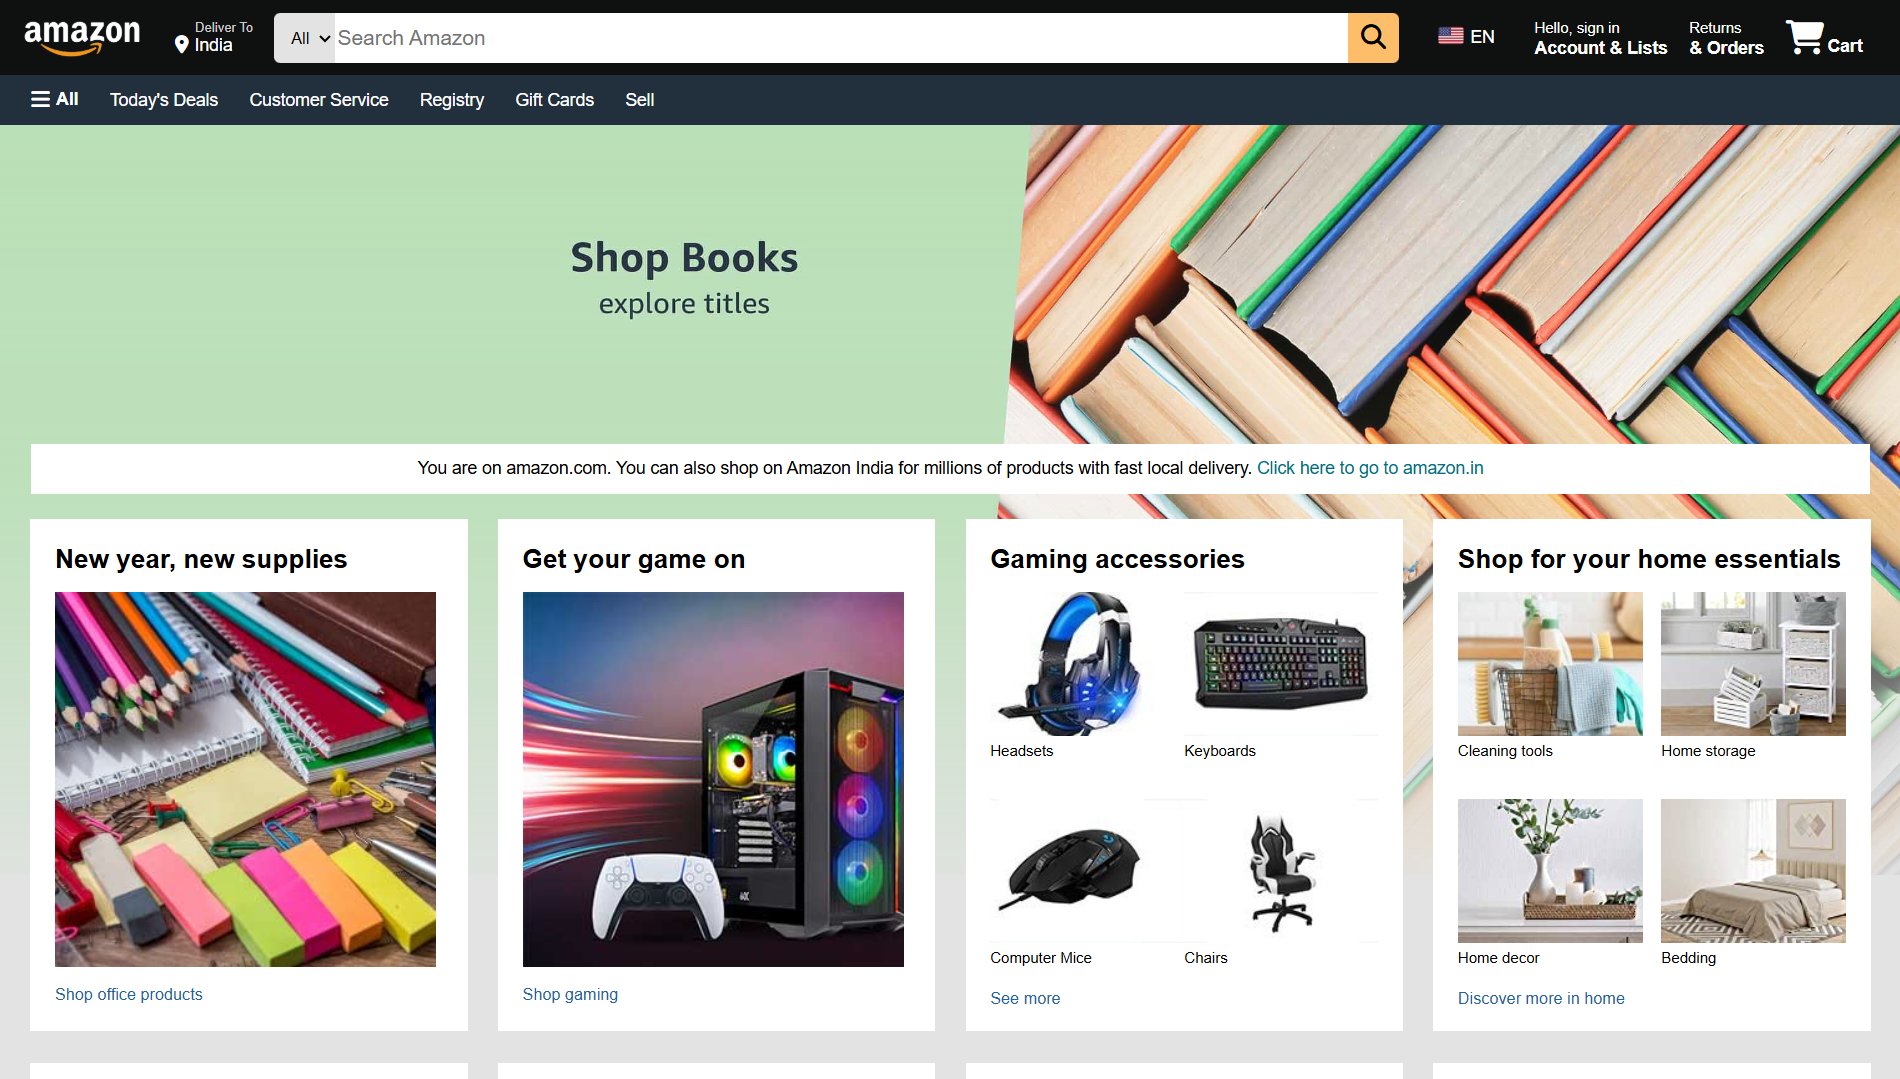 amazon
Deliver To
India
All
Search Amazon
EN
Hello, sign in
Account & Lists
Returns
& Orders
Cart
All
Today's Deals
Customer Service
Registry
Gift Cards
Sell
Shop Books
explore titles
You are on amazon.com. You can also shop on Amazon India for millions of products with fast local delivery. Click here to go to amazon.in
New year, new supplies
Shop office products
Get your game on
Shop gaming
Gaming accessories
Headsets
Keyboards
Computer Mice
Chairs
See more
Shop for your home essentials
Cleaning tools
Home storage
Home decor
Bedding
Discover more in home